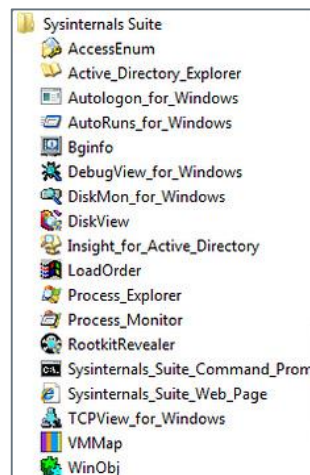 Sysinternals Suite
AccessEnum
Active_Directory_Explorer
Autologon_for_Windows
AutoRuns_for_Windows
Bginfo
DebugView_for_Windows
DiskMon_for_Windows
DiskView
Insight_for_Active_Directory
LoadOrder
Process_Explorer
Process_Monitor
RootkitRevealer
Sysinternals_Suite_Command_Prom
Sysinternals_Suite_Web_Page
TCPView_for_Windows
VMMap
WinObj